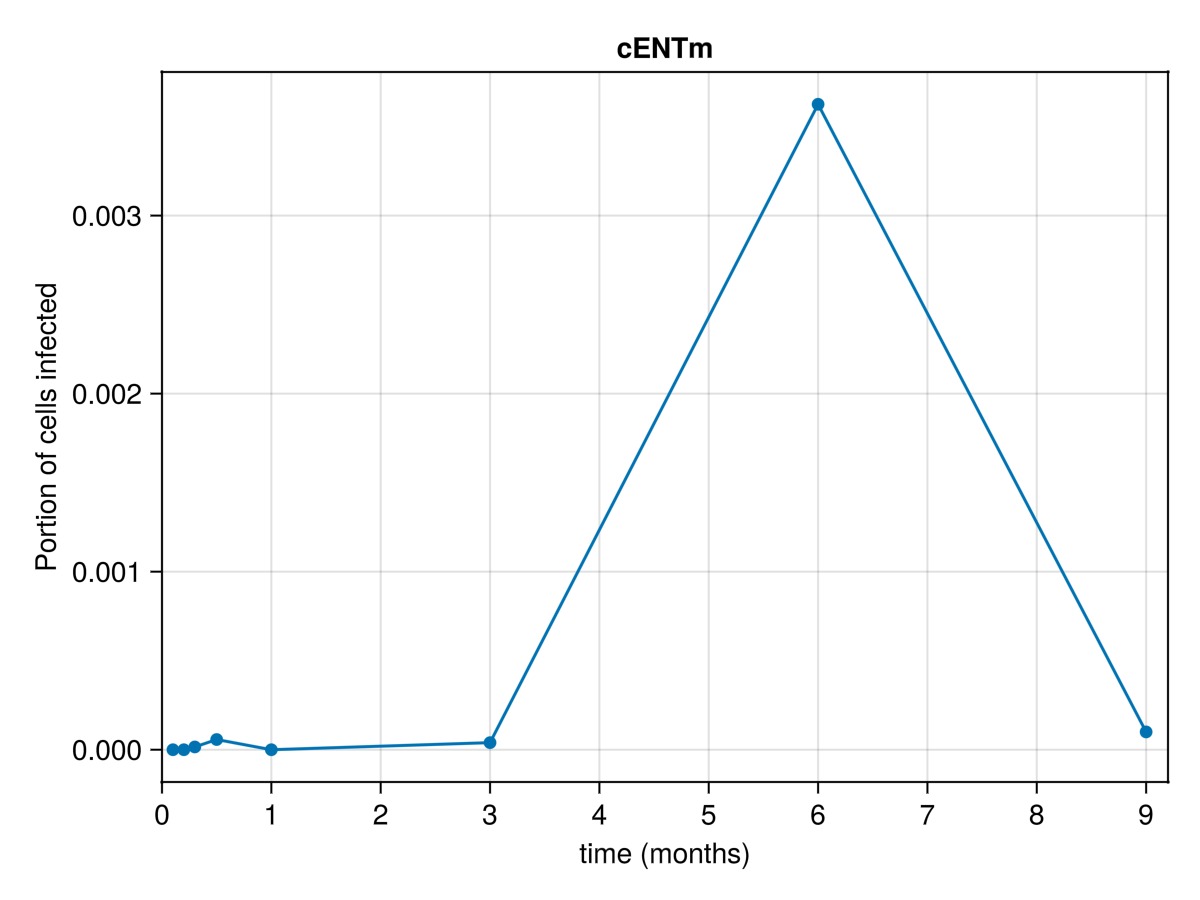 cENTm
Portion of cells infected
0.003
0.002
0.001
0.000
0 1 2 3 4 5 6 7 8 9
time (months)